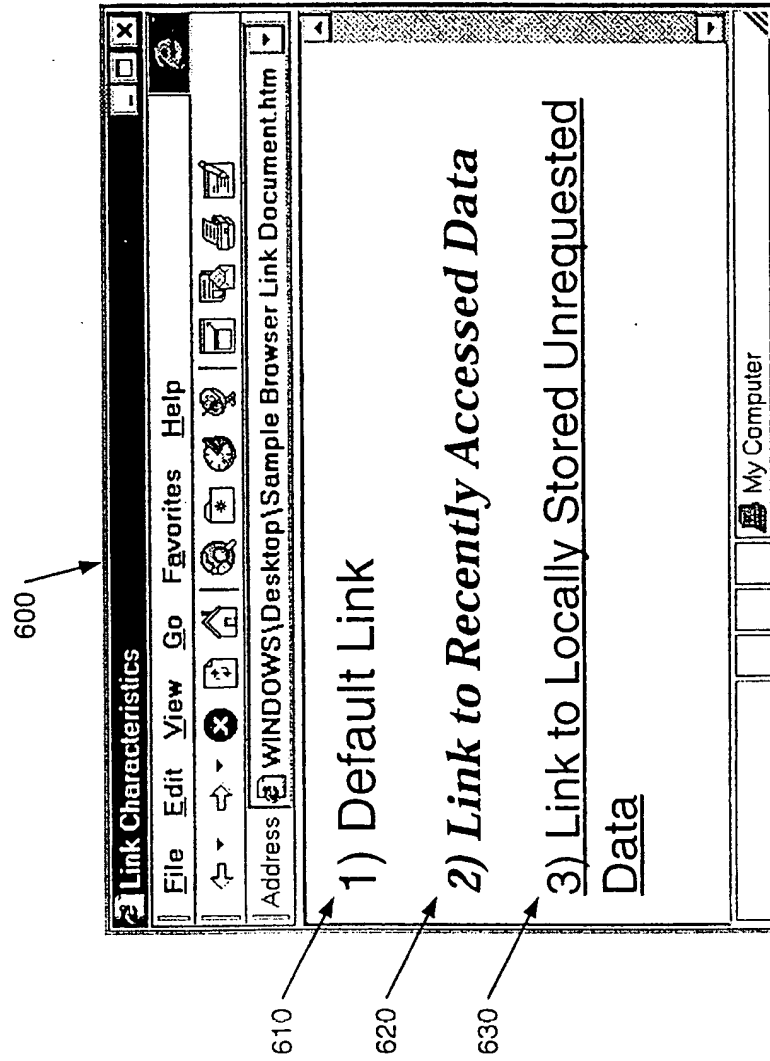 600
Link Characteristics
File Edit View Go Favorites Help
Address WINDOWS\Desktop\Sample Browser Link Document.htm
610
1) Default Link
620
2) Link to Recently Accessed Data
630
3) Link to Locally Stored Unrequested
Data
My Computer